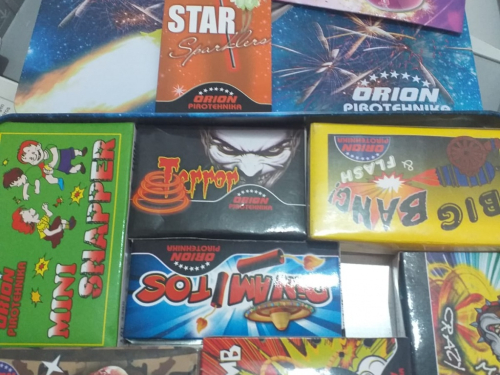 STAR
Sparklers
ORION
PIROTEHNIKA
ORION
PIROTEHNIKA
MINI
SNAPPER
ORION
PIROTEHNIKA
Terror
ORION
PIROTEHNIKA
BIG BANG!
& FLASH
ORION
PIROTEHNIKA
DiNAMiTOS
ORION
PIROTEHNIKA
CRAZY